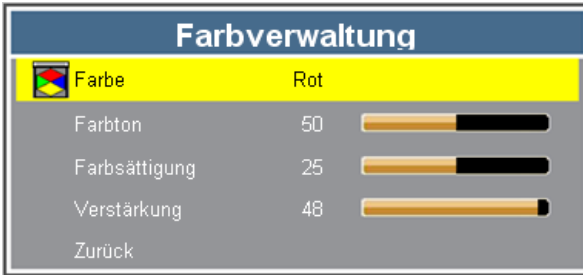 Farbverwaltung
Farbe Rot
Farbton 50
Farbsättigung 25
Verstärkung 48
Zurück